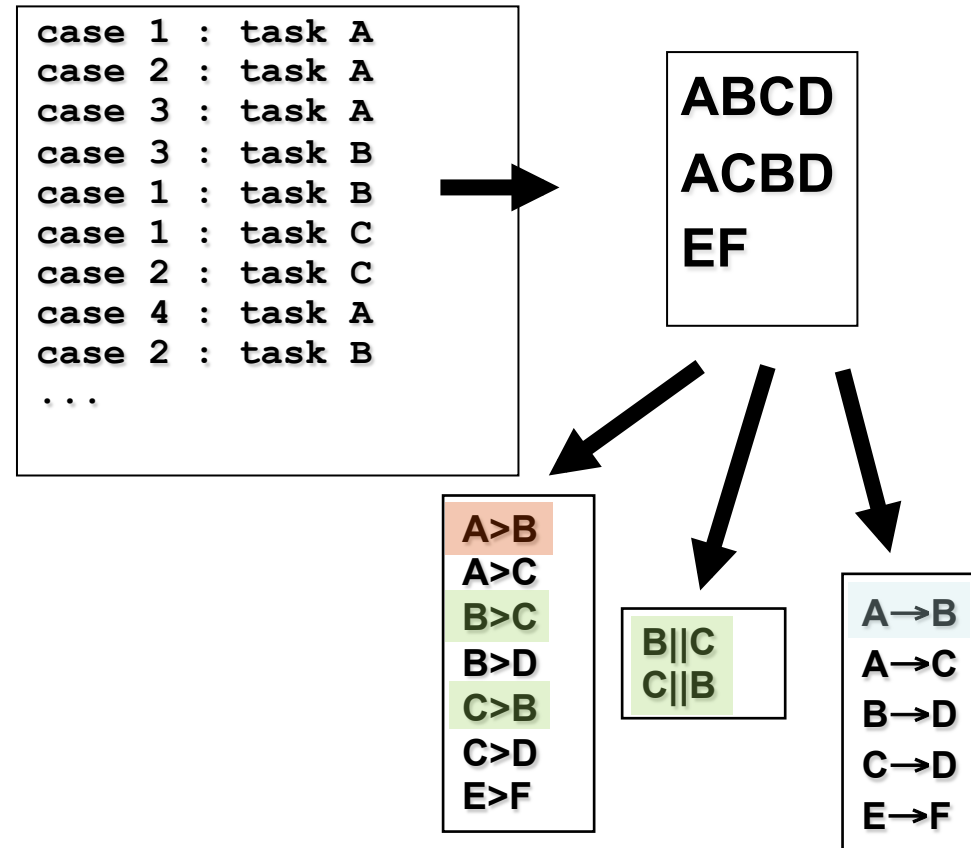 case 1 : task A
case 2 : task A
case 3 : task A
case 3 : task B
case 1 : task B
case 1 : task C
case 2 : task C
case 4 : task A
case 2 : task B
...
ABCD
ACBD
EF
A>B
A>C
B>C
B>D
C>B
C>D
E>F
B||C
C||B
A→B
A→C
B→D
C→D
E→F